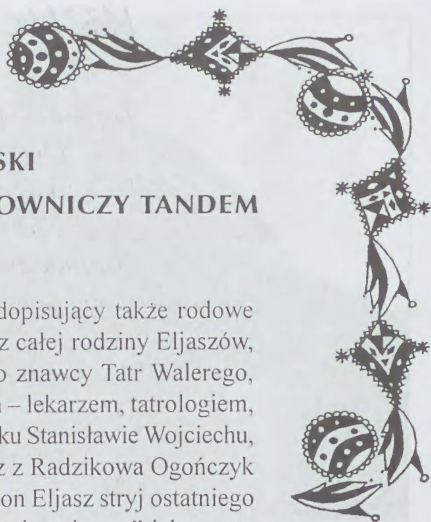 SKI
OWNICZY TANDEM
dopisujący także rodowe
z całej rodziny Eljaszów,
o znawcy Tatr Walerego,
– lekarzem, tatrologiem,
ku Stanisławie Wojciechu,
z z Radzikowa Ogończyk
on Eljasz stryj ostatniego